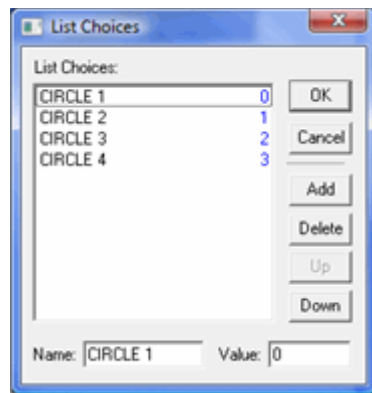 List Choices
List Choices:
CIRCLE 1 0
CIRCLE 2 1
CIRCLE 3 2
CIRCLE 4 3
OK
Cancel
Add
Delete
Up
Down
Name: CIRCLE 1 Value: 0